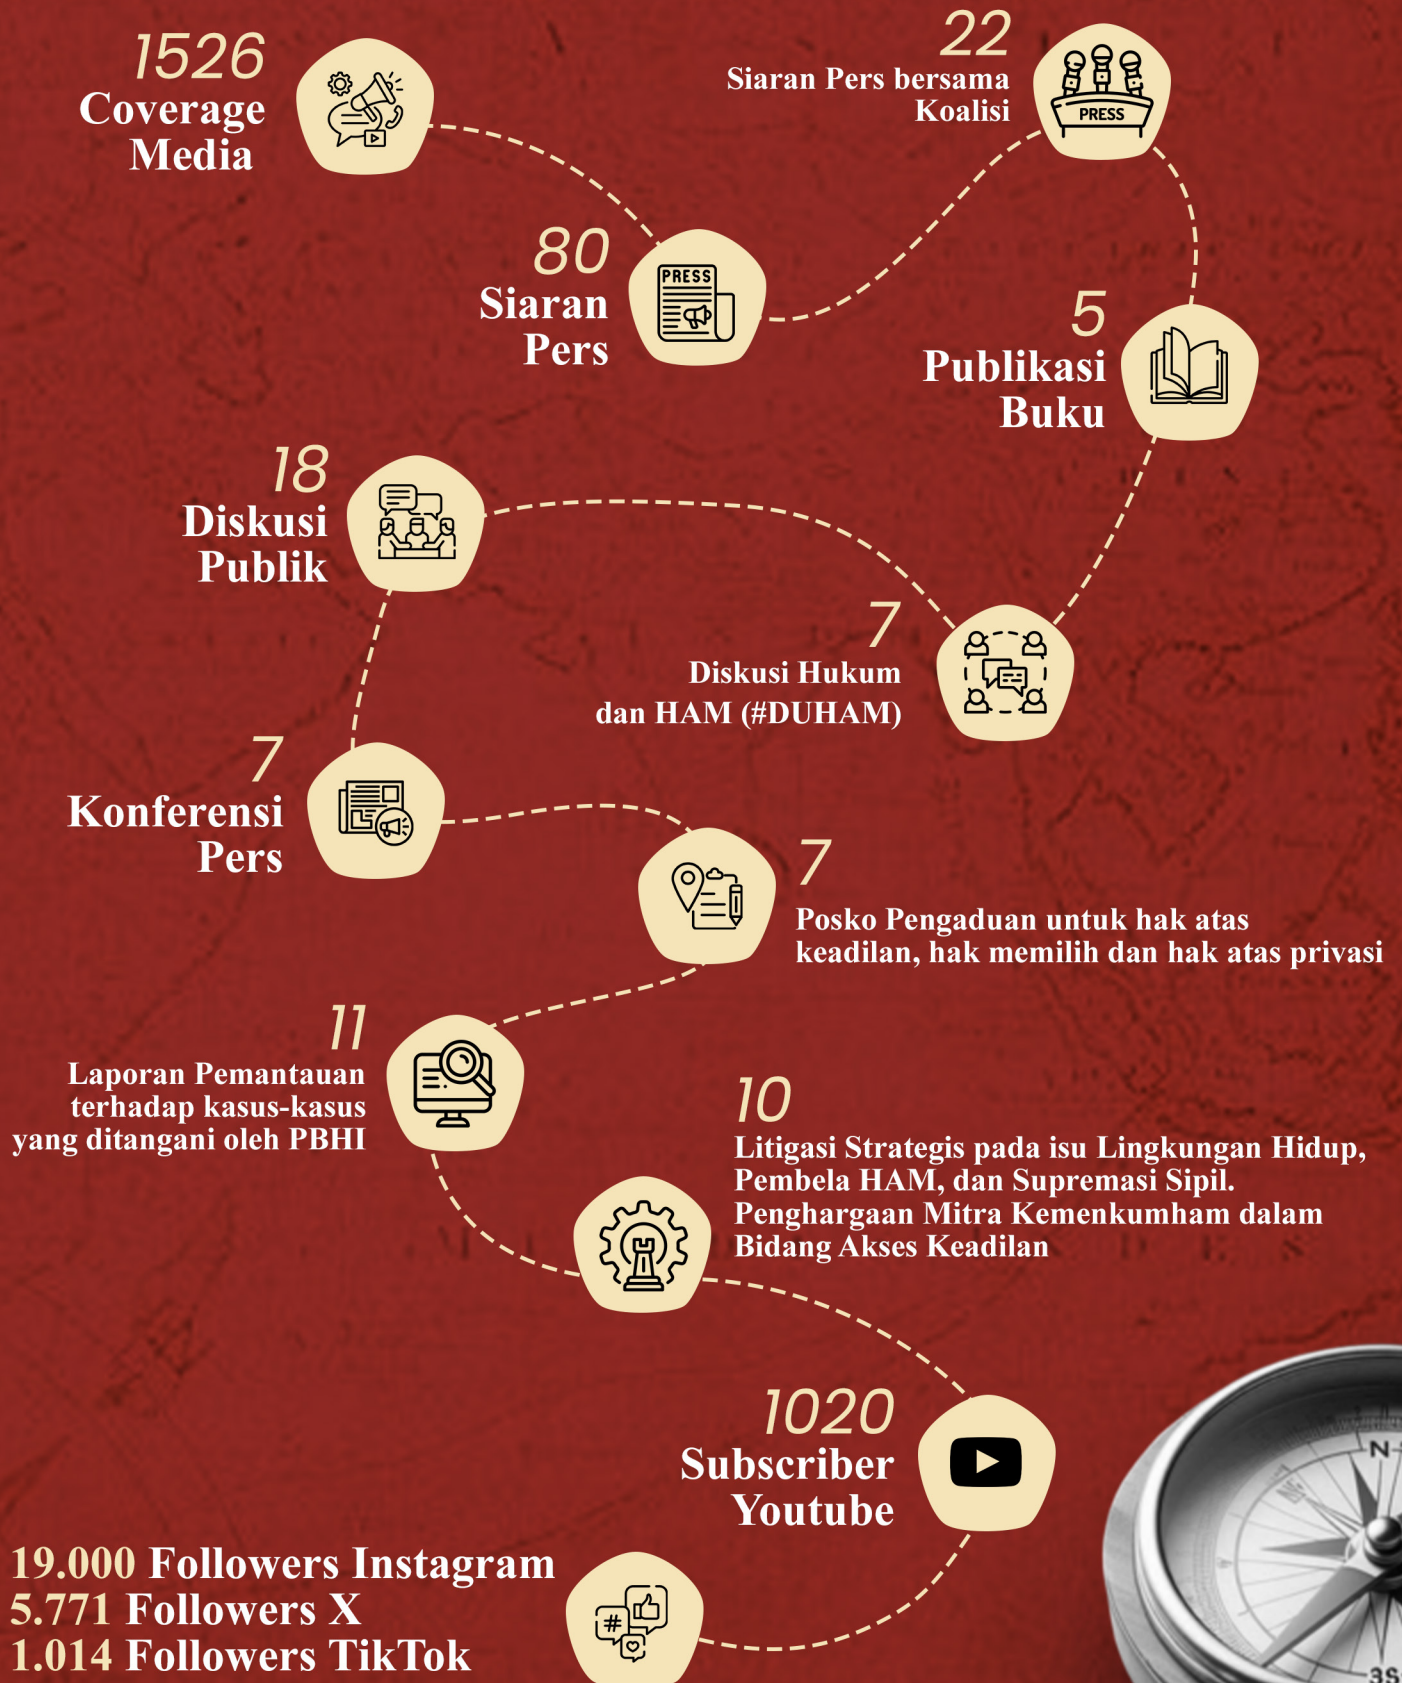 1526
Coverage
Media
22
Siaran Pers bersama
Koalisi
PRESS
80
Siaran
Pers
PRESS
5
Publikasi
Buku
18
Diskusi
Publik
7
Diskusi Hukum
dan HAM (#DUHAM)
7
Konferensi
Pers
7
Posko Pengaduan untuk hak atas
keadilan, hak memilih dan hak atas privasi
11
Laporan Pemantauan
terhadap kasus-kasus
yang ditangani oleh PBHI
10
Litigasi Strategis pada isu Lingkungan Hidup,
Pembela HAM, dan Supremasi Sipil.
Penghargaan Mitra Kemenkumham dalam
Bidang Akses Keadilan
1020
Subscriber
Youtube
N
19.000 Followers Instagram
5.771 Followers X
1.014 Followers TikTok
#